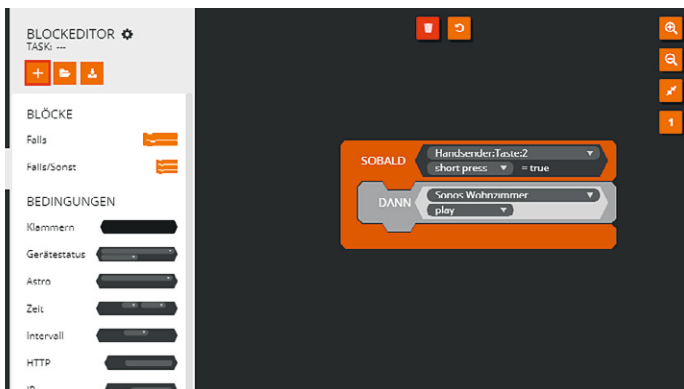 BLOCKEDITOR
TASK: ---
BLÖCKE
Falls
Falls/Sonst
BEDINGUNGEN
Klammern
Gerätestatus
Astro
Zeit
Intervall
HTTP
1
SOBALD
Handsender:Taste:2
short press = true
DANN
Sonos Wohnzimmer
play